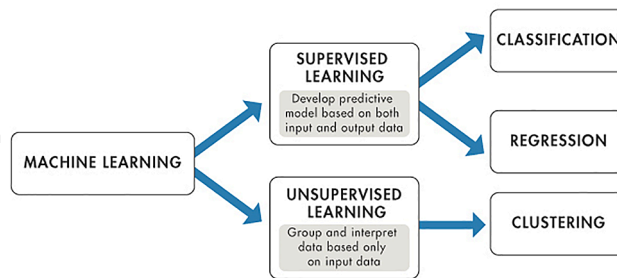 MACHINE LEARNING
SUPERVISED
LEARNING
Develop predictive
model based on both
input and output data
UNSUPERVISED
LEARNING
Group and interpret
data based only
on input data
CLASSIFICATION
REGRESSION
CLUSTERING